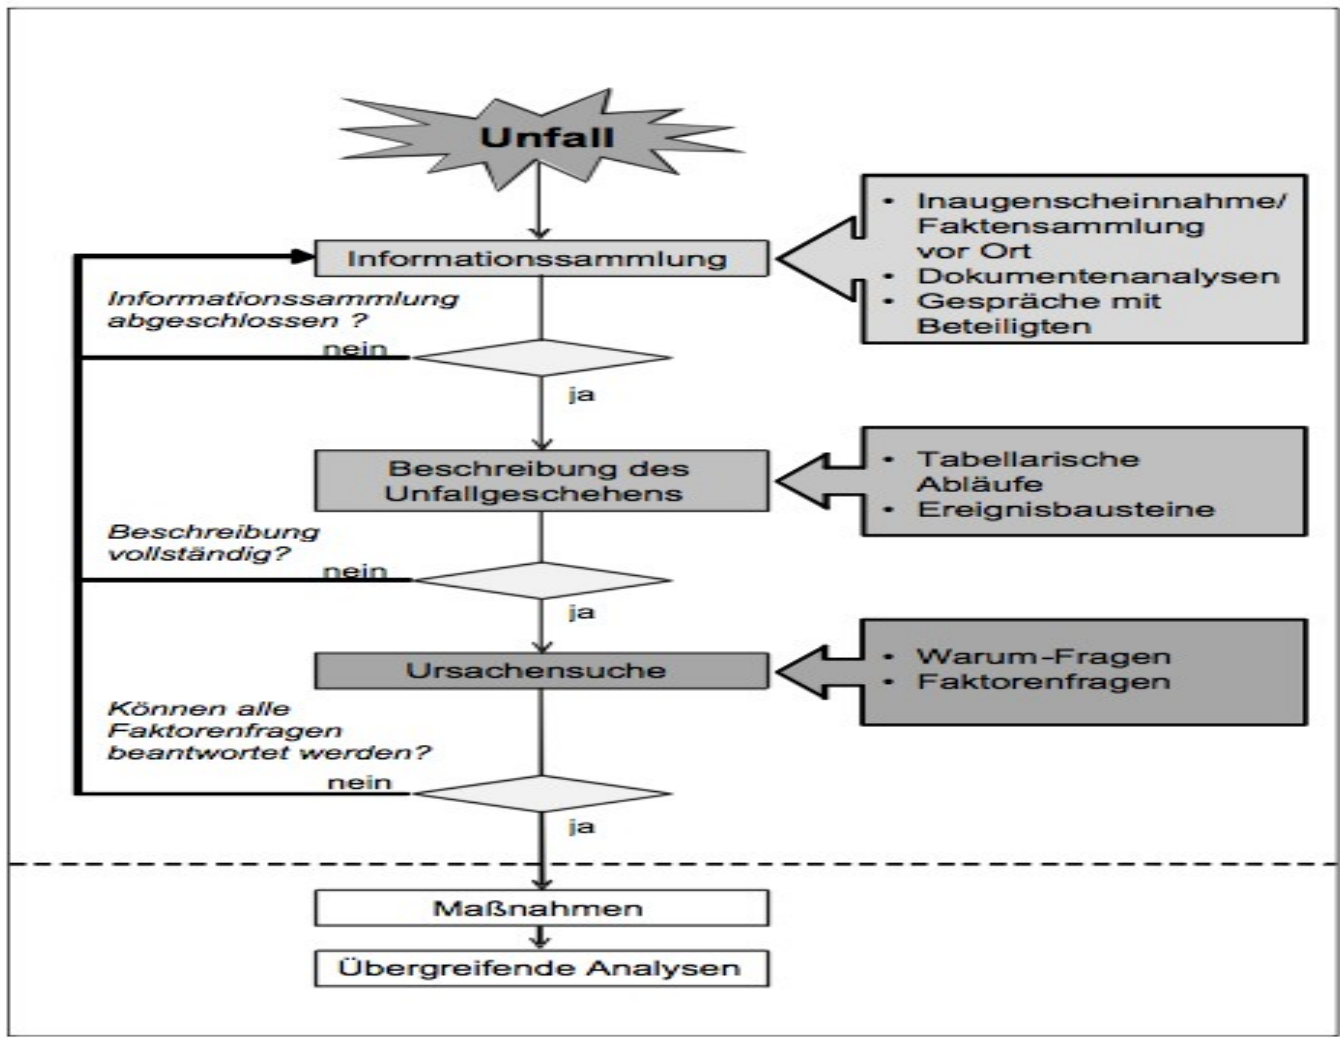 Unfall
Informationssammlung
• Inaugenscheinnahme/
Faktensammlung
vor Ort
• Dokumentenanalysen
• Gespräche mit
Beteiligten
Informationssammlung
abgeschlossen ?
nein
ja
Beschreibung des
Unfallgeschehens
• Tabellarische
Abläufe
• Ereignisbausteine
Beschreibung
vollständig?
nein
ja
Ursachensuche
• Warum-Fragen
• Faktorenfragen
Können alle
Faktorenfragen
beantwortet werden?
nein
ja
Maßnahmen
Übergreifende Analysen